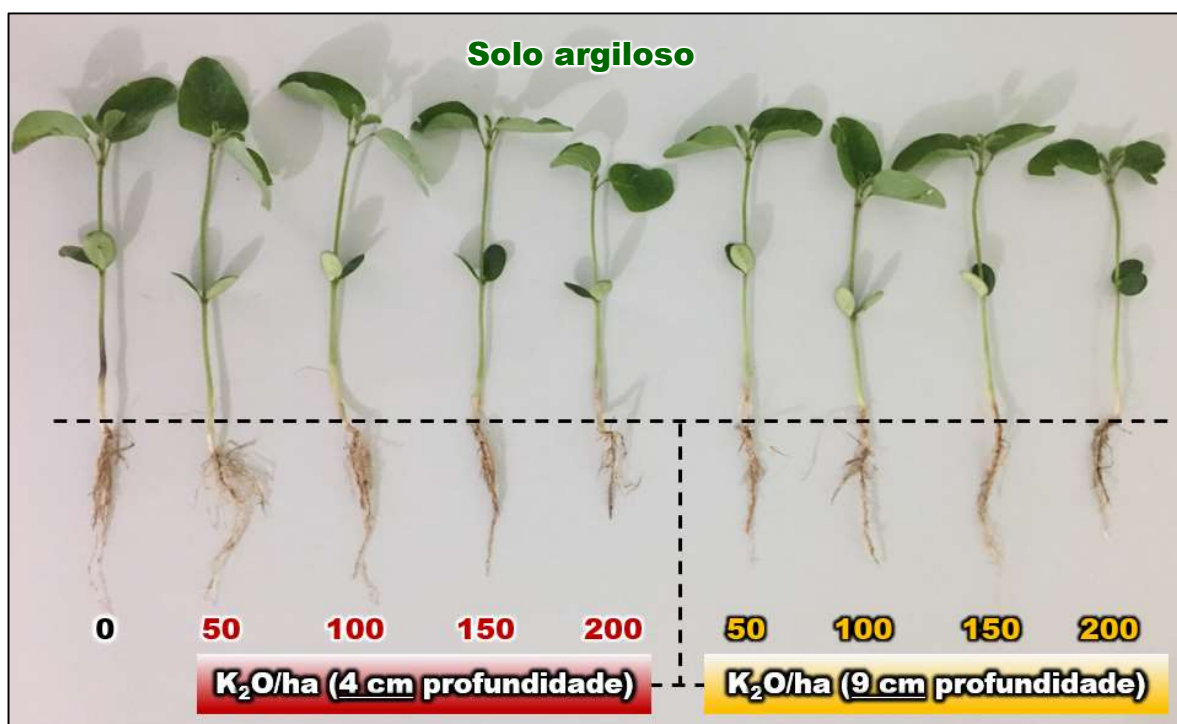 Solo argiloso
0 50 100 150 200 50 100 150 200
K₂O/ha (4 cm profundidade) K₂O/ha (9 cm profundidade)